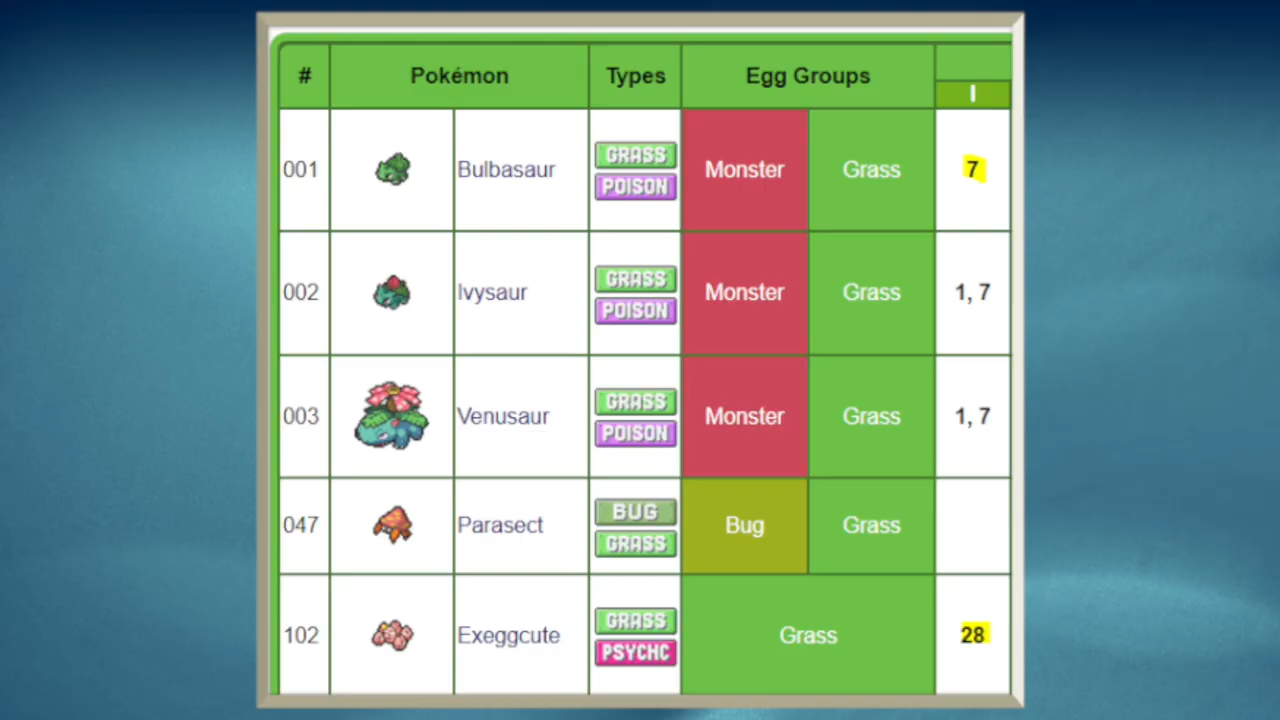 # Pokémon Types Egg Groups I
001 Bulbasaur GRASS POISON Monster Grass 7
002 Ivysaur GRASS POISON Monster Grass 1, 7
003 Venusaur GRASS POISON Monster Grass 1, 7
047 Parasect BUG GRASS Bug Grass
102 Exeggcute GRASS PSYCHC Grass 28